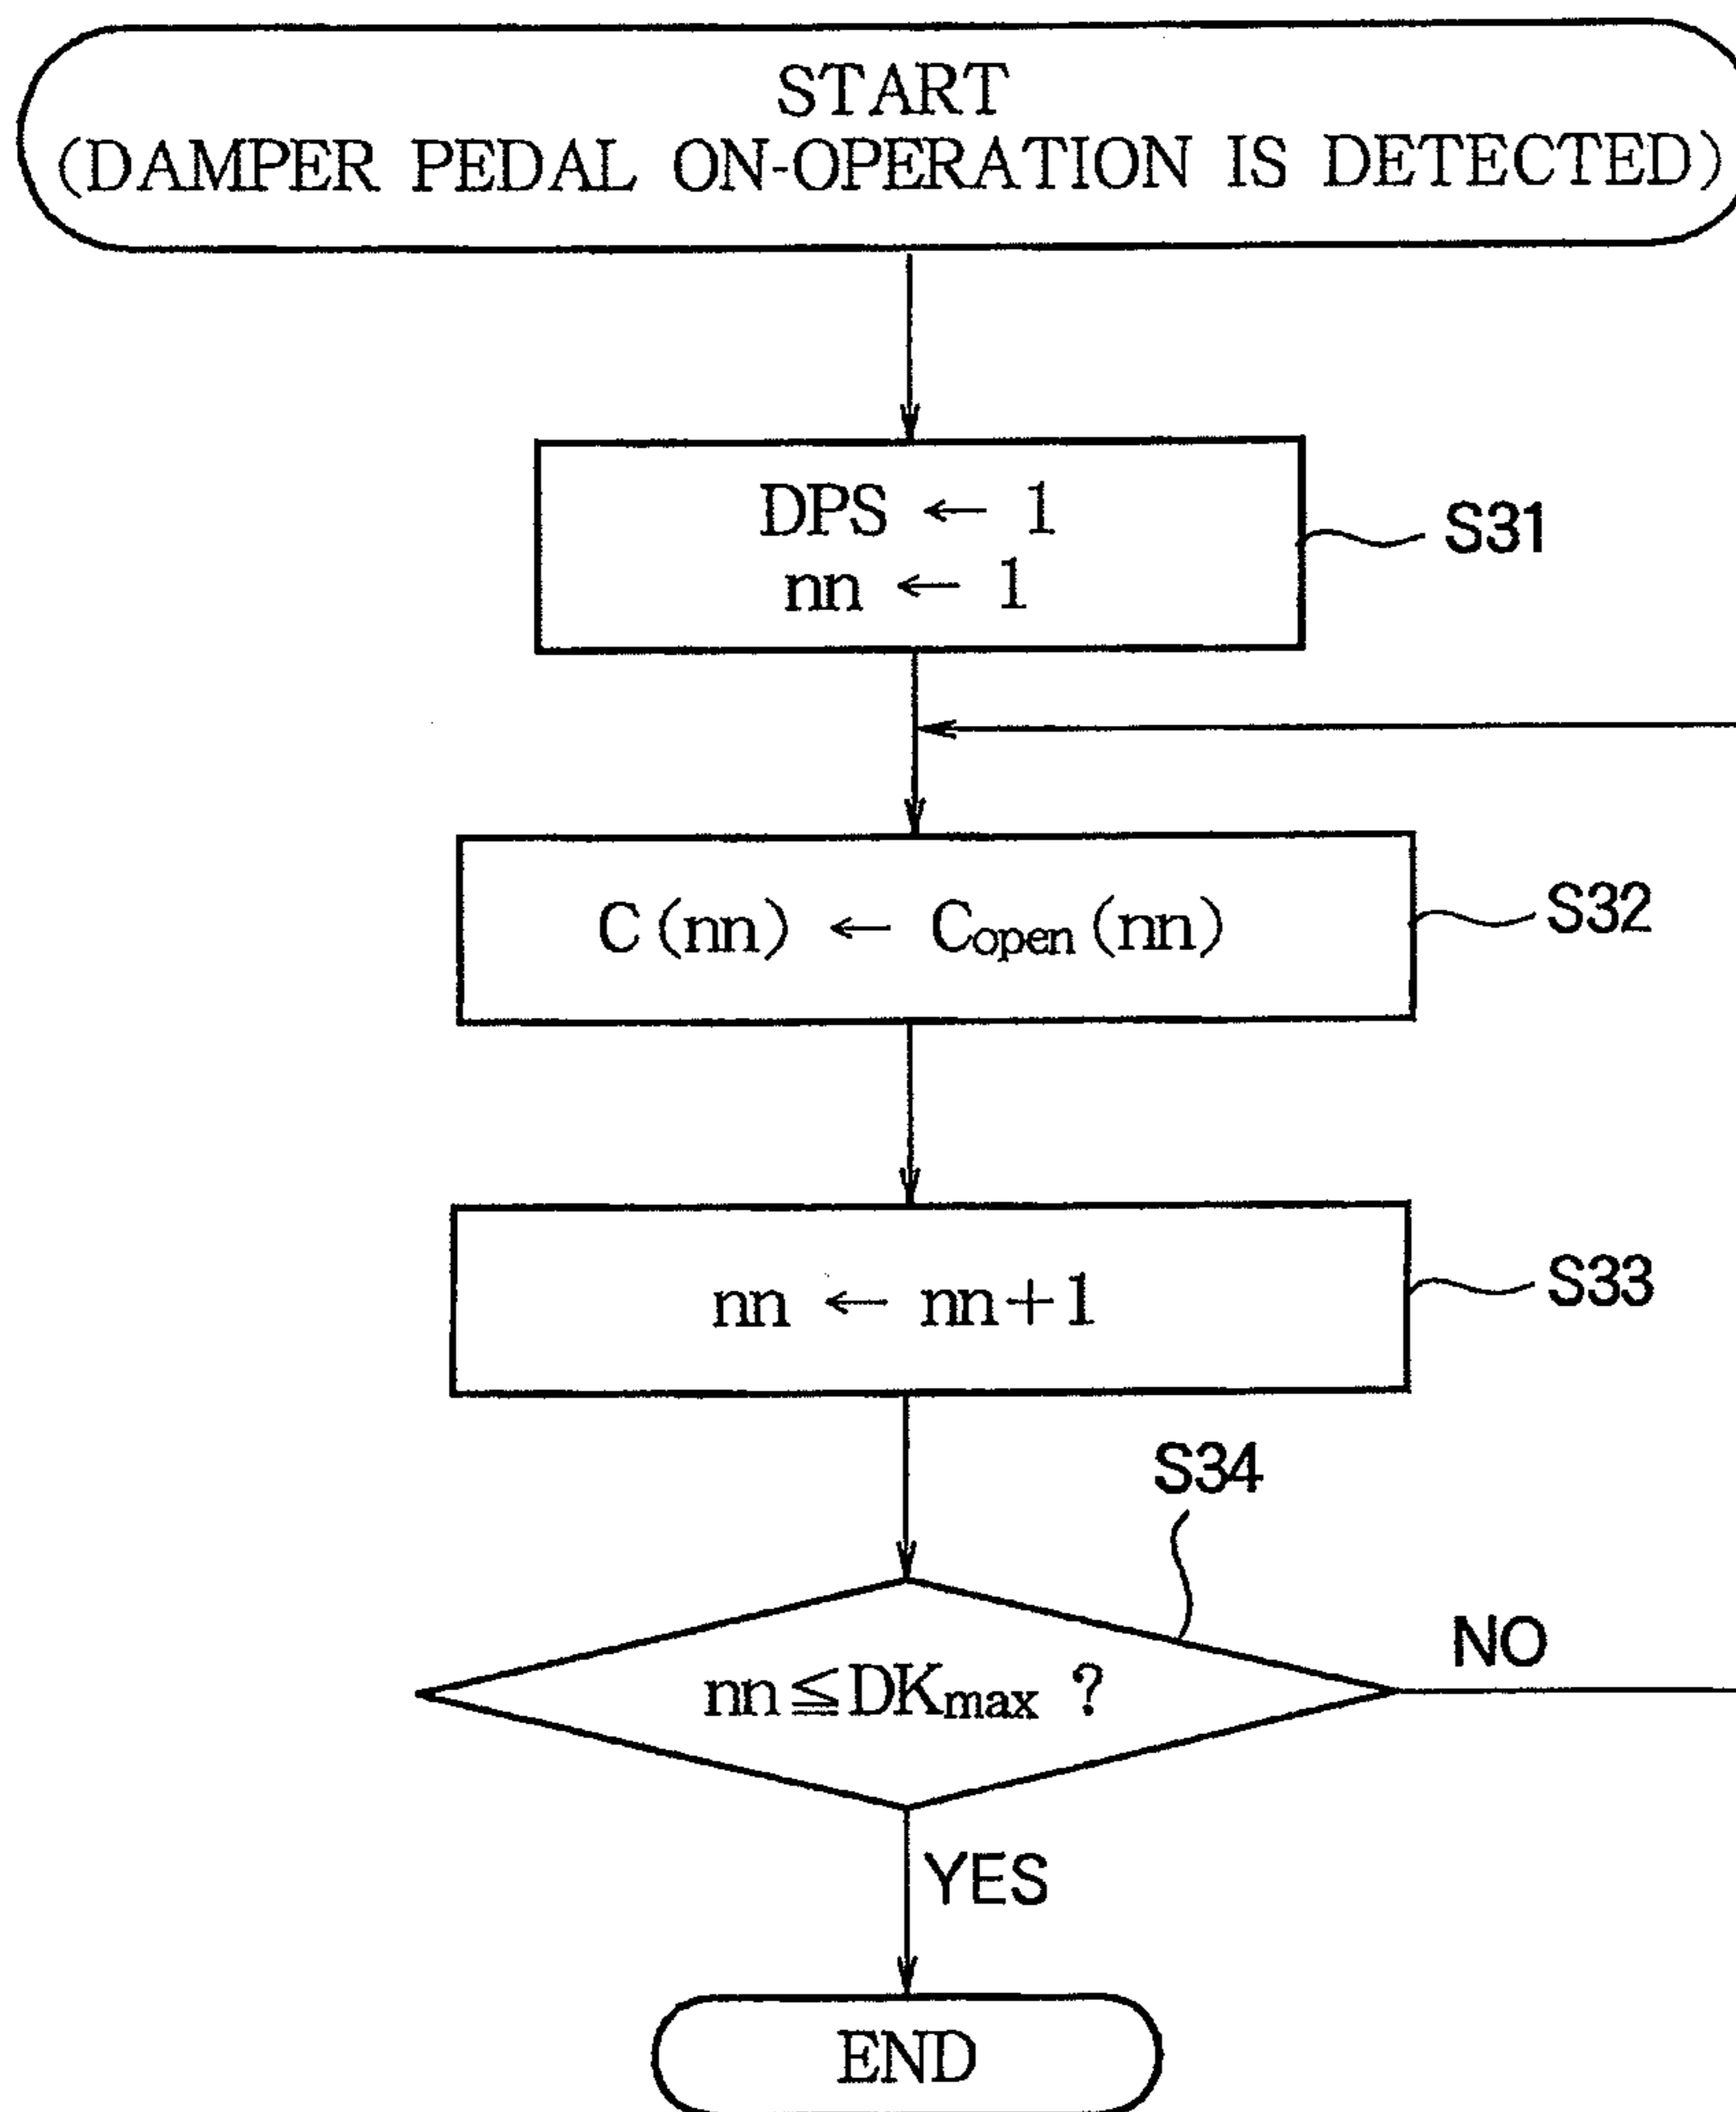 START
(DAMPER PEDAL ON-OPERATION IS DETECTED)
DPS ← 1
nn ← 1
S31
C(nn) ← Copen(nn)
S32
nn ← nn+1
S33
S34
nn≦DKmax ?
NO
YES
END